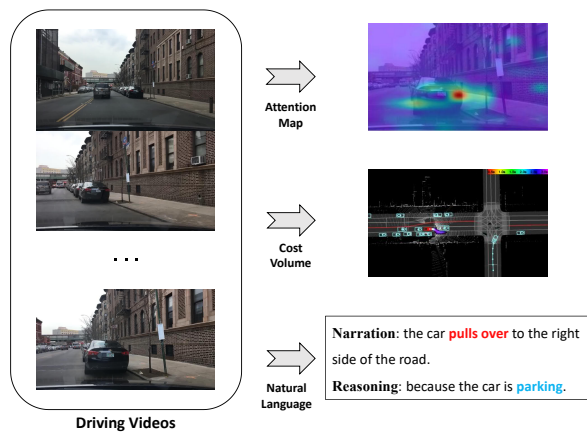 Attention
Map
Cost
Volume
. . .
Narration: the car pulls over to the right
side of the road.
Reasoning: because the car is parking.
Natural
Language
Driving Videos